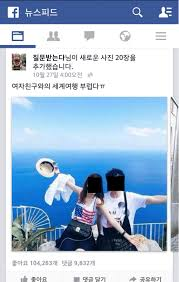 뉴스피드
질문받는다님이 새로운 사진 20장을
추가했습니다.
10월 27일 4:00오전
여자친구와의 세계여행 부럽다ㅠ
좋아요 104,263개 댓글 9,632개
좋아요 댓글 달기 공유하기